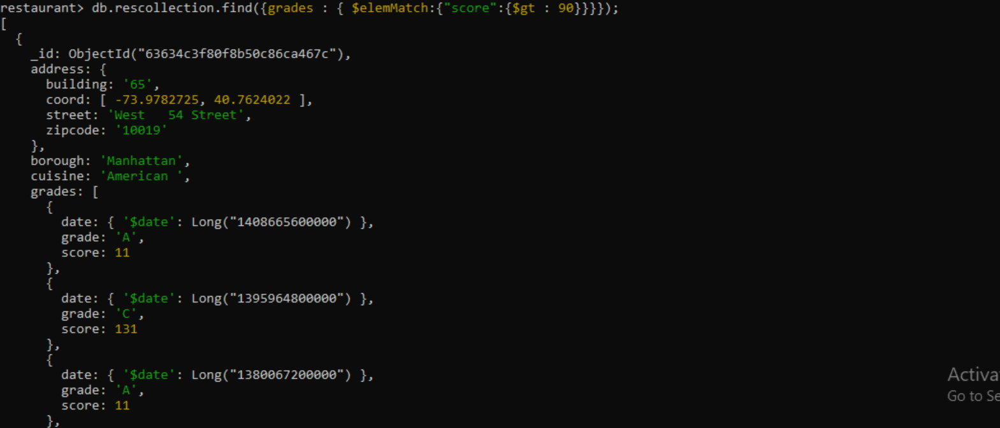 restaurant> db.rescollection.find({grades : { $elemMatch:{"score":{$gt : 90}}}});
[
  {
    _id: ObjectId("63634c3f80f8b50c86ca467c"),
    address: {
      building: '65',
      coord: [ -73.9782725, 40.7624022 ],
      street: 'West   54 Street',
      zipcode: '10019'
    },
    borough: 'Manhattan',
    cuisine: 'American ',
    grades: [
      {
        date: { '$date': Long("1408665600000") },
        grade: 'A',
        score: 11
      },
      {
        date: { '$date': Long("1395964800000") },
        grade: 'C',
        score: 131
      },
      {
        date: { '$date': Long("1380067200000") },
        grade: 'A',
        score: 11
      },
Activa
Go to Se